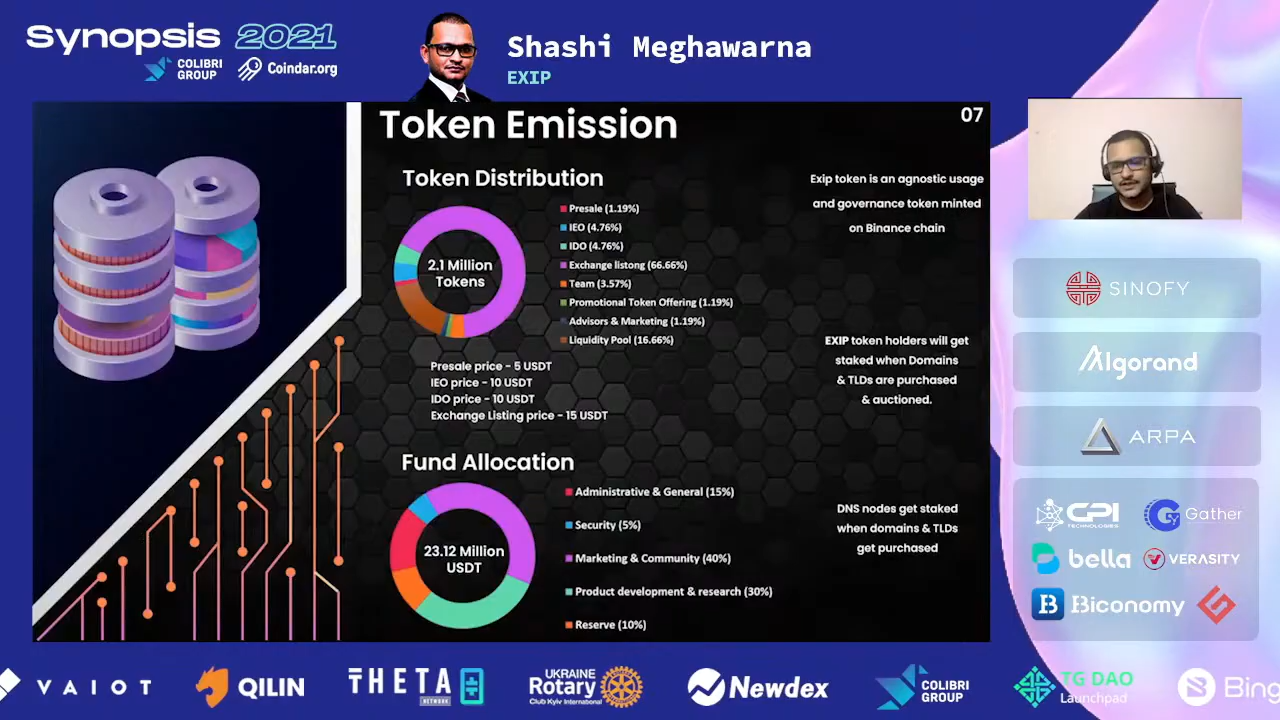 Synopsis 2021
COLIBRI
GROUP
Coindar.org
Shashi Meghawarna
EXIP
Token Emission
07
Token Distribution
2.1 Million
Tokens
Presale (1.19%)
IEO (4.76%)
IDO (4.76%)
Exchange listong (66.66%)
Team (3.57%)
Promotional Token Offering (1.19%)
Advisors & Marketing (1.19%)
Liquidity Pool (16.66%)
Presale price - 5 USDT
IEO price - 10 USDT
IDO price - 10 USDT
Exchange Listing price - 15 USDT
Exip token is an agnostic usage
and governance token minted
on Binance chain
EXIP token holders will get
staked when Domains
& TLDs are purchased
& auctioned.
Fund Allocation
23.12 Million
USDT
Administrative & General (15%)
Security (5%)
Marketing & Community (40%)
Product development & research (30%)
Reserve (10%)
DNS nodes get staked
when domains & TLDs
get purchased
SINOFY
Algorand
ARPA
CPI
TECHNOLOGIES
Gather
bella
VERASITY
Biconomy
VAIOT
QILIN
THETA
NETWORK
UKRAINE
Rotary
Club Kyiv International
Newdex
COLIBRI
GROUP
TG DAO
Launchpad
Bing